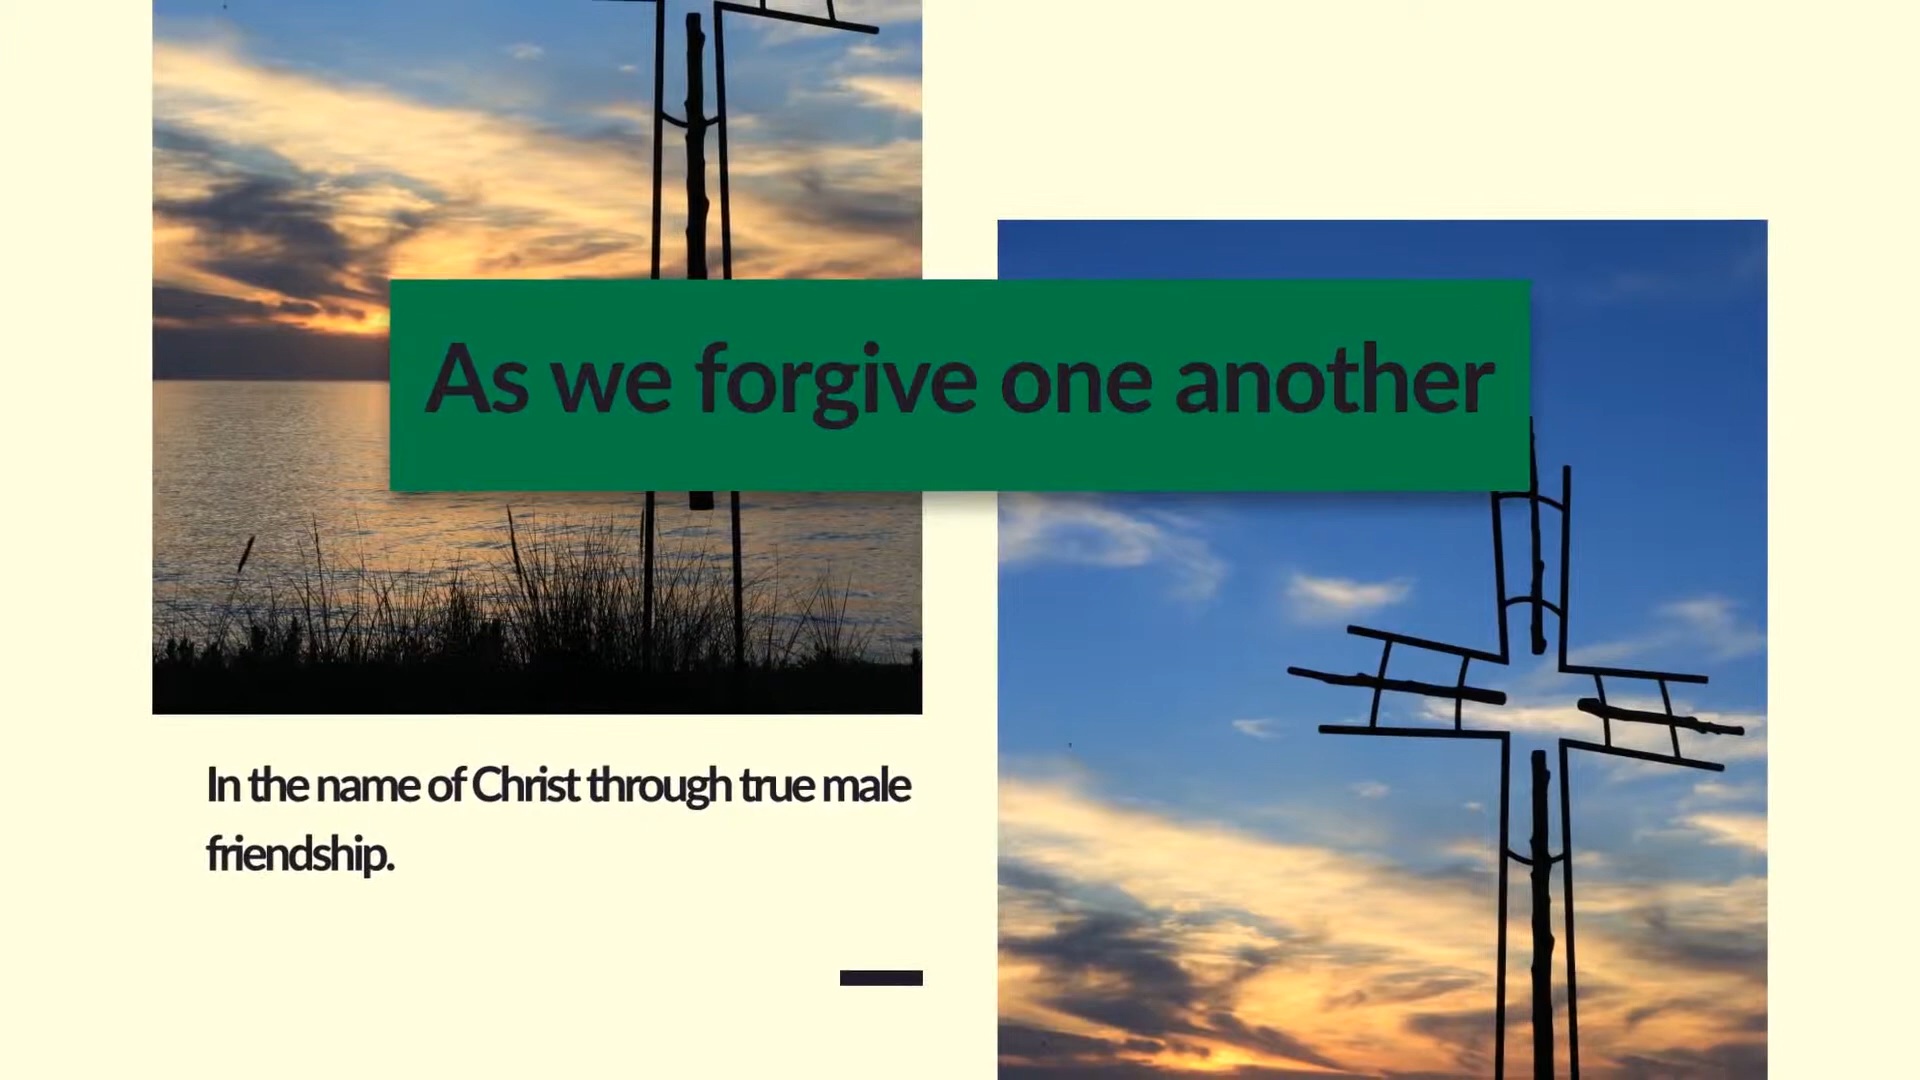 As we forgive one another
In the name of Christ through true male
friendship.